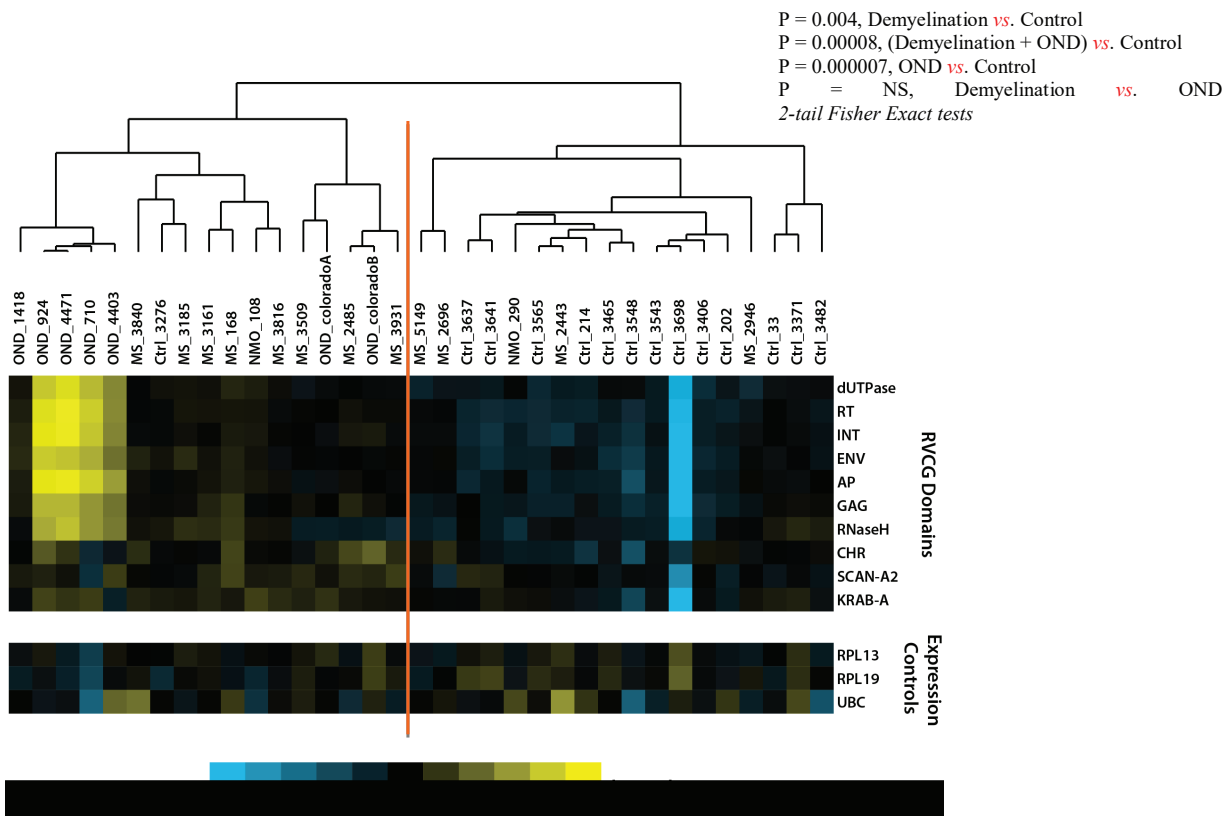 P = 0.004, Demyelination vs. Control
P = 0.00008, (Demyelination + OND) vs. Control
P = 0.000007, OND vs. Control
P = NS, Demyelination vs. OND
2-tail Fisher Exact tests
OND_1418
OND_924
OND_4471
OND_710
OND_4403
MS_3840
Ctrl_3276
MS_3185
MS_3161
MS_168
NMO_108
MS_3816
MS_3509
OND_coloradoA
MS_2485
OND_coloradoB
MS_3931
MS_5149
MS_2696
Ctrl_3637
Ctrl_3641
NMO_290
Ctrl_3565
MS_2443
Ctrl_214
Ctrl_3465
Ctrl_3548
Ctrl_3543
Ctrl_3698
Ctrl_3406
Ctrl_202
MS_2946
Ctrl_33
Ctrl_3371
Ctrl_3482
dUTPase
RT
INT
ENV
AP
GAG
RNaseH
CHR
SCAN-A2
KRAB-A
RVCG Domains
RPL13
RPL19
UBC
Expression
Controls